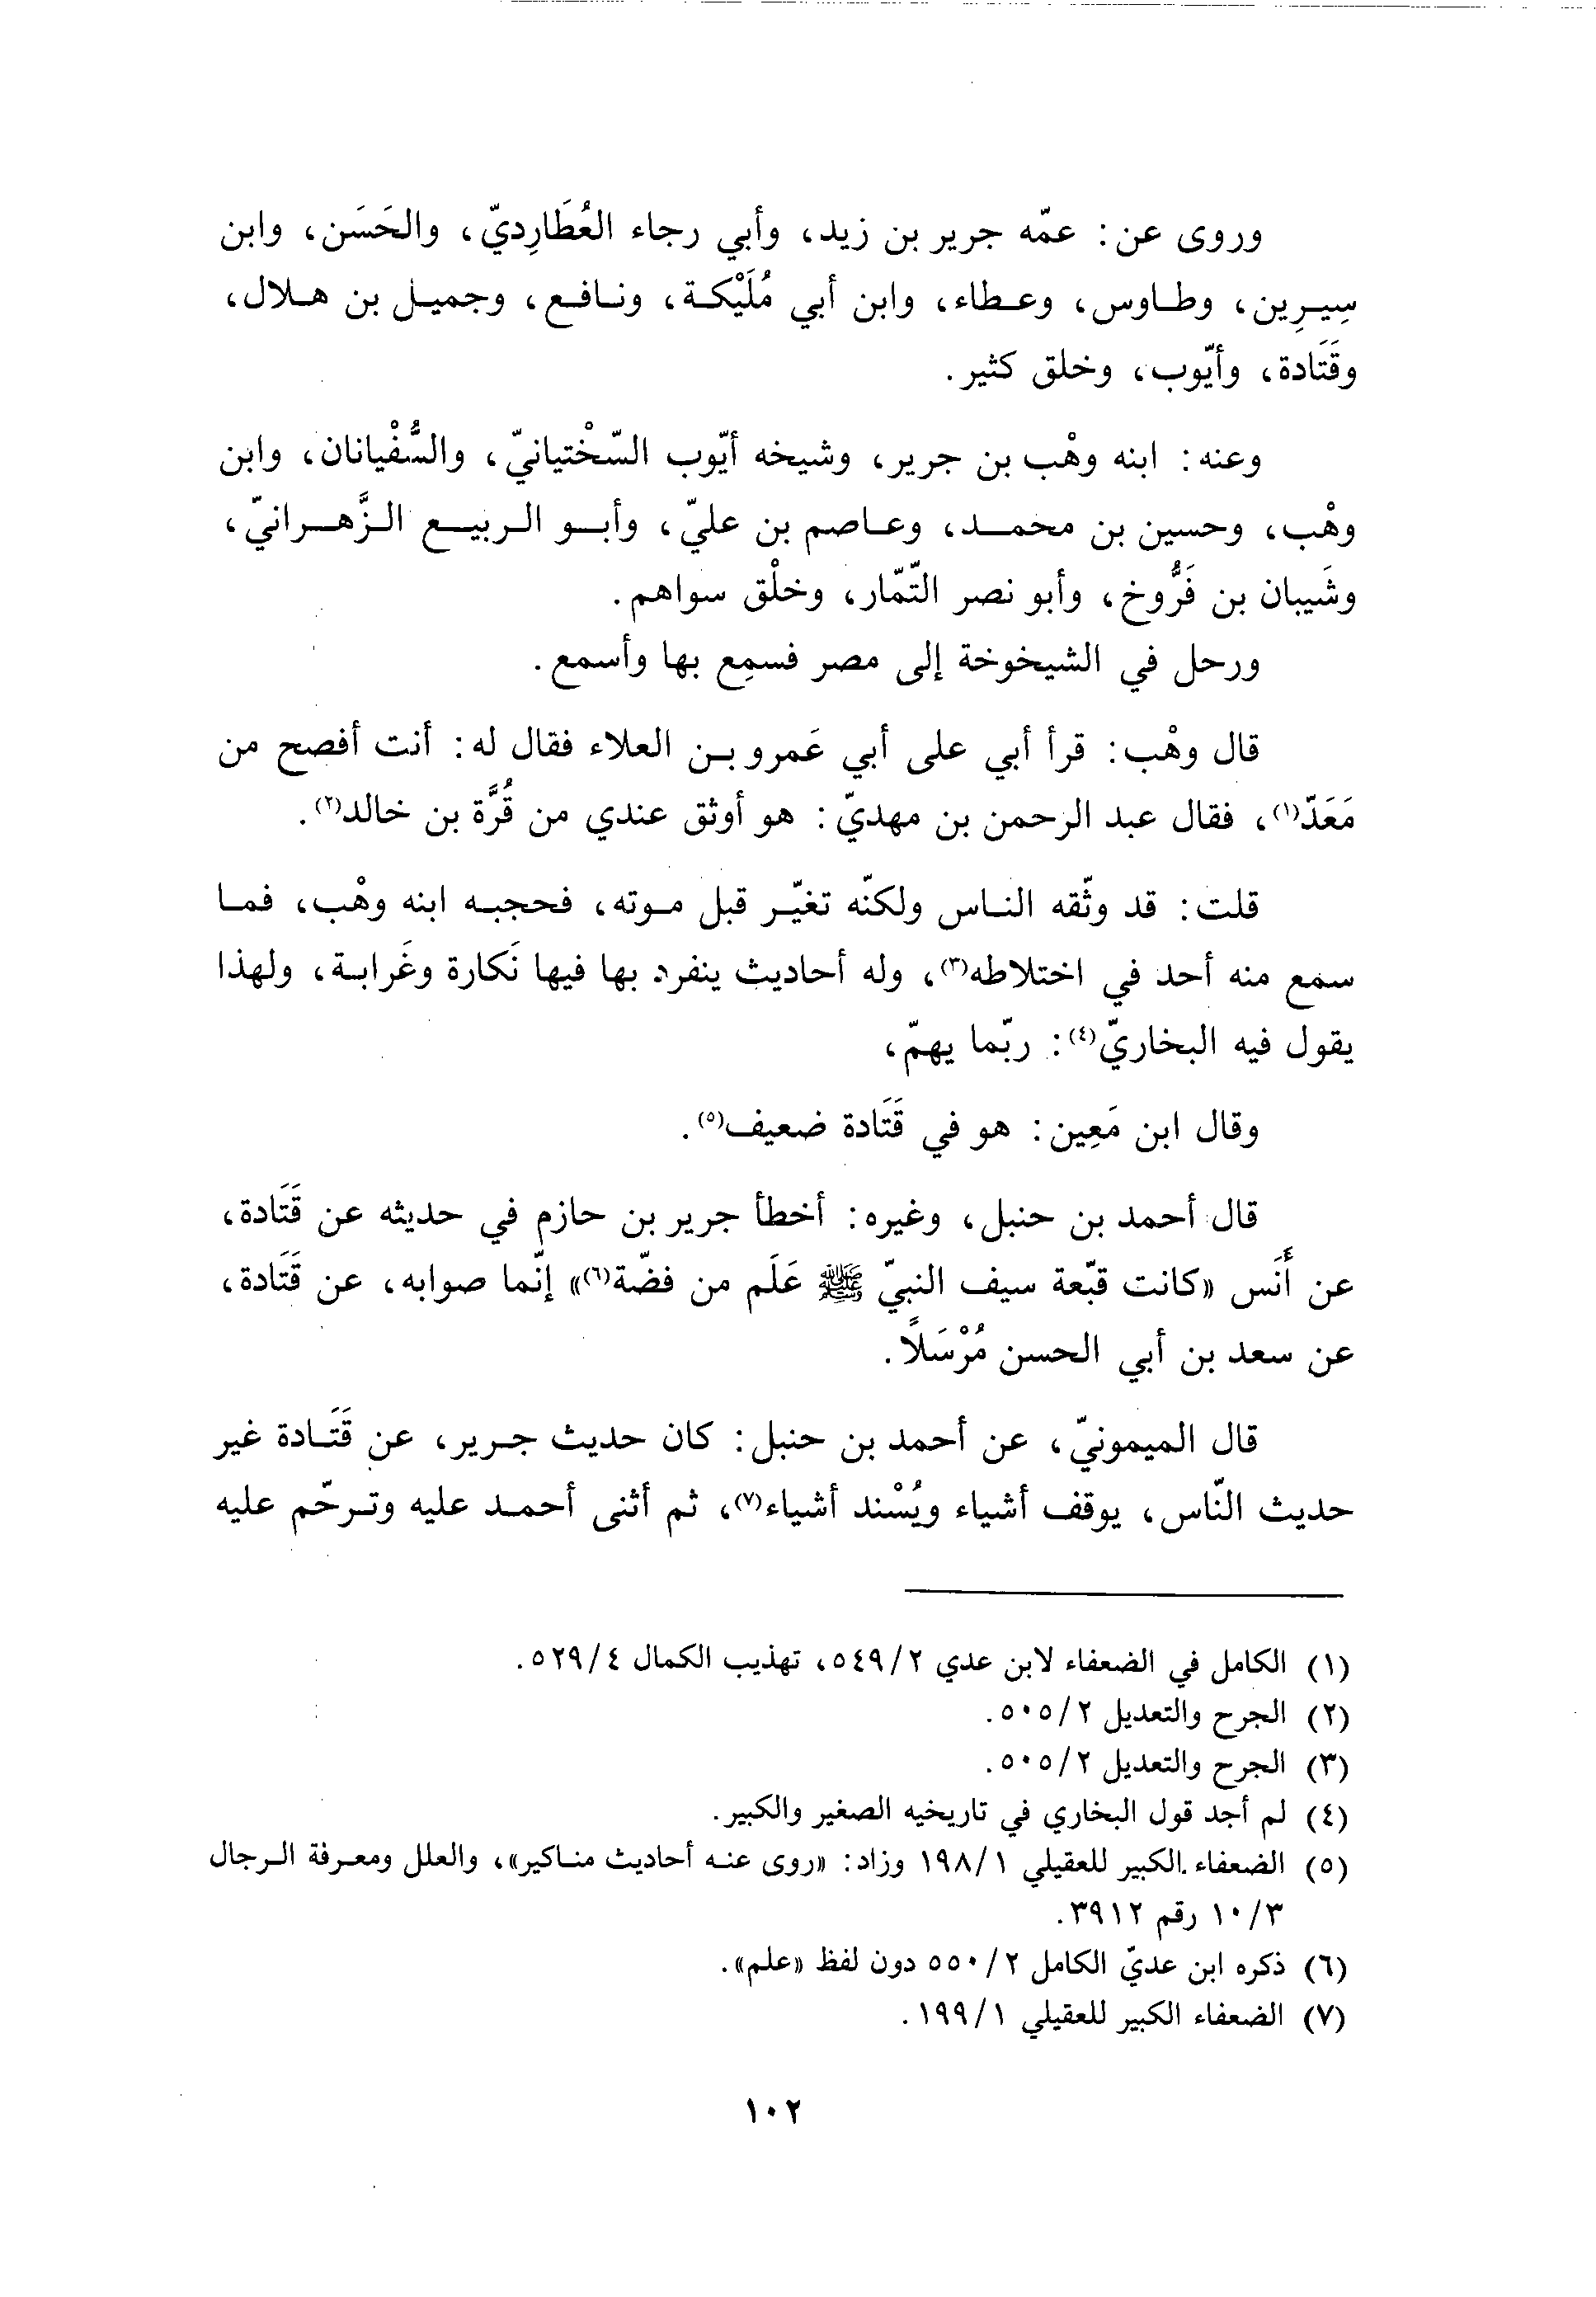 وروى عن: عمّه جرير بن زيد، وأبي رجاء العُطَارِديّ، والحَسَن، وابن
سِيرِين، وطاوس، وعطاء، وابن أبي مُلَيْكة، ونافع، وجميل بن هلال،
وقَتَادة، وأيّوب، وخلق كثير.
وعنه: ابنه وهْب بن جرير، وشيخه أيّوب السّخْتيانيّ، والسُّفْيانان، وابن
وهْب، وحسين بن محمد، وعاصم بن عليّ، وأبو الربيع الزَّهرانيّ،
وشَيبان بن فَرُّوخ، وأبو نصر التّمّار، وخلْق سواهم.
ورحل في الشيخوخة إلى مصر فسمِع بها وأسمع.
قال وهْب: قرأ أبي على أبي عَمرو بن العلاء فقال له: أنت أفصح من
مَعَدّ(١)، فقال عبد الرحمن بن مهديّ: هو أوثق عندي من قُرَّة بن خالد(٢).
قلت: قد وثّقه الناس ولكنّه تغيّر قبل موته، فحجبه ابنه وهْب، فما
سمع منه أحد في اختلاطه(٣)، وله أحاديث ينفرد بها فيها نَكارة وغَرابة، ولهذا
يقول فيه البخاريّ(٤): ربّما يهمّ،
وقال ابن مَعِين: هو في قَتَادة ضعيف(٥).
قال أحمد بن حنبل، وغيره: أخطأ جرير بن حازم في حديثه عن قَتَادة،
عن أَنَس «كانت قبّعة سيف النبيّ ﷺ عَلَم من فضّة(٦)» إنّما صوابه، عن قَتَادة،
عن سعد بن أبي الحسن مُرْسَلاً.
قال الميمونيّ، عن أحمد بن حنبل: كان حديث جرير، عن قَتَادة غير
حديث النّاس، يوقف أشياء ويُسْند أشياء(٧)، ثم أثنى أحمد عليه وترحّم عليه
(١) الكامل في الضعفاء لابن عدي ٢/٥٤٩، تهذيب الكمال ٤/٥٢٩.
(٢) الجرح والتعديل ٢/٥٠٥.
(٣) الجرح والتعديل ٢/٥٠٥.
(٤) لم أجد قول البخاري في تاريخيه الصغير والكبير.
(٥) الضعفاء الكبير للعقيلي ١/١٩٨ وزاد: «روى عنه أحاديث مناكير»، والعلل ومعرفة الرجال
٣/١٠ رقم ٣٩١٢.
(٦) ذكره ابن عديّ الكامل ٢/٥٥٠ دون لفظ «علم».
(٧) الضعفاء الكبير للعقيلي ١/١٩٩.
١٠٢